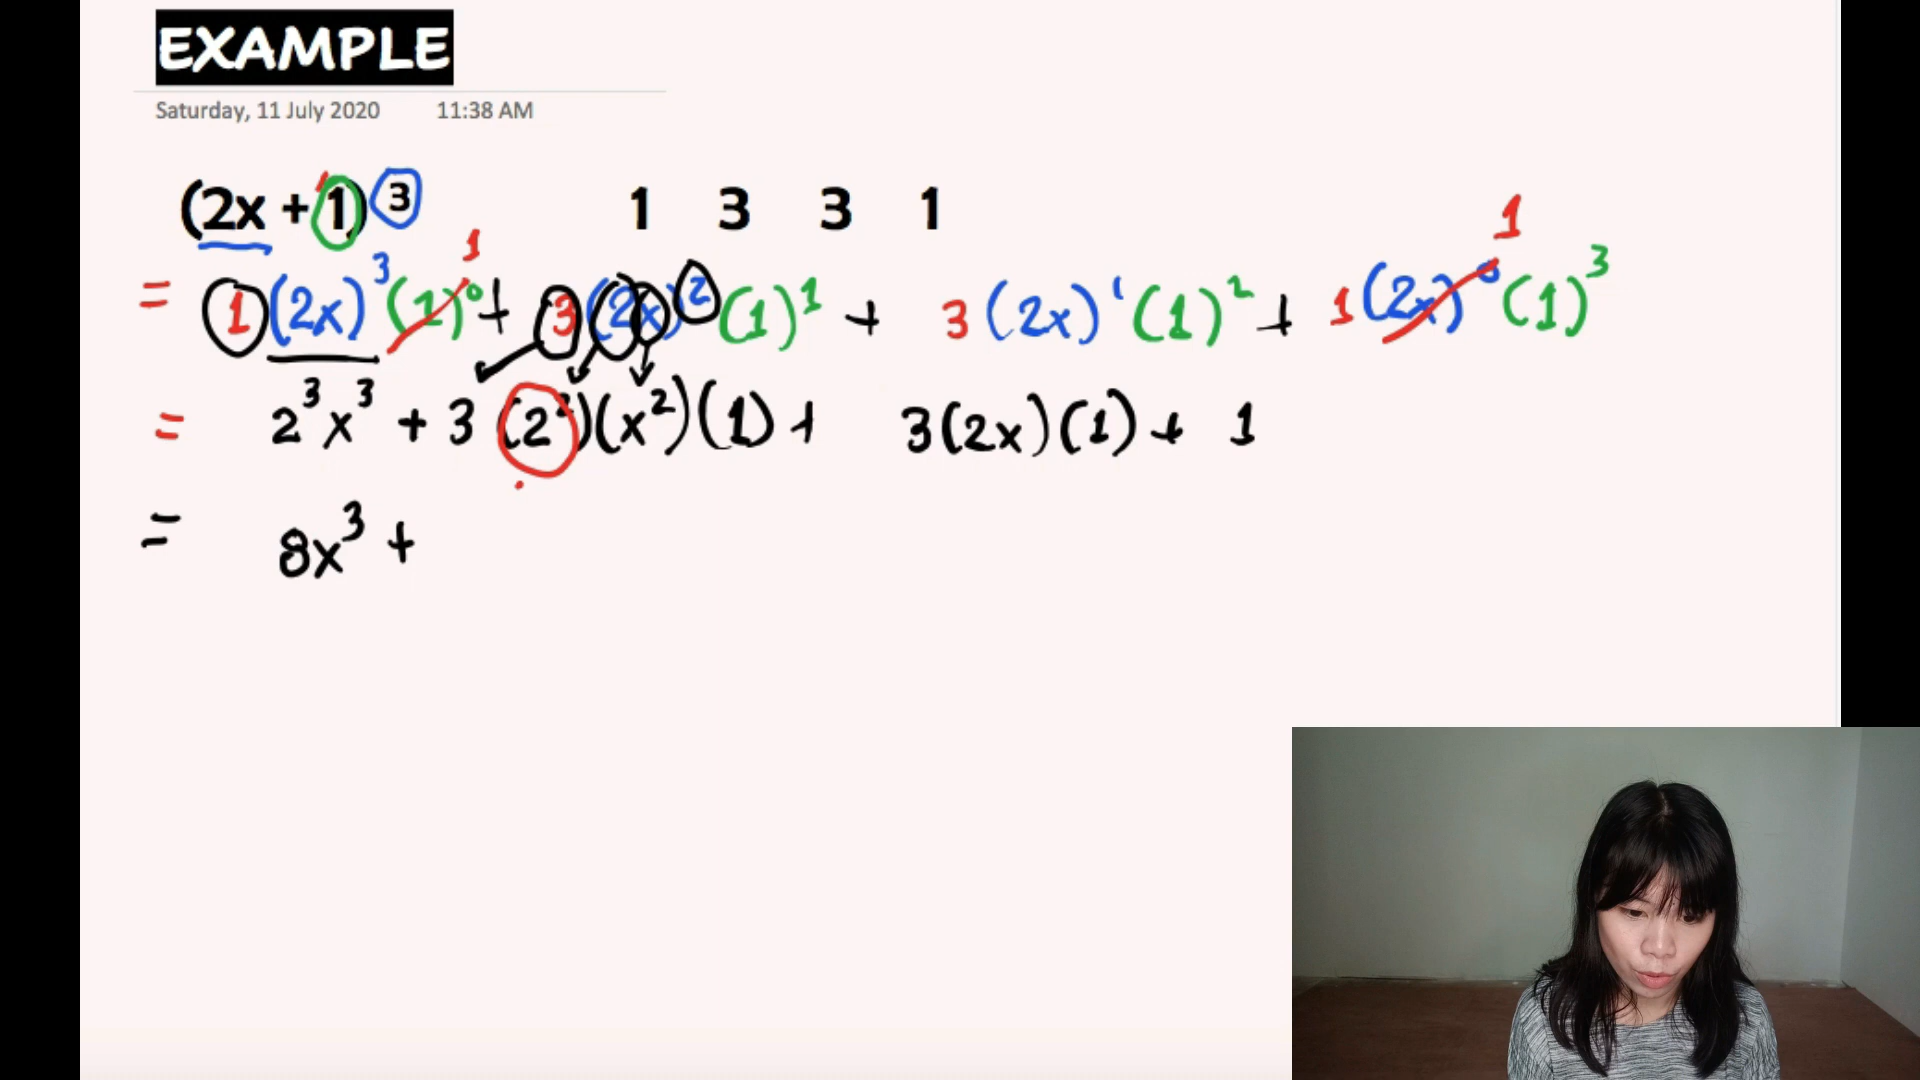 EXAMPLE
Saturday, 11 July 2020 11:38 AM
(2x + 1)³ 1 3 3 1
= 1(2x)³(1)⁰ 1 + 3(2x)²(1)¹ + 3(2x)¹(1)² + 1(2x)⁰ 1 (1)³
= 2³x³ + 3(2²)(x²)(1) + 3(2x)(1) + 1
= 8x³ +